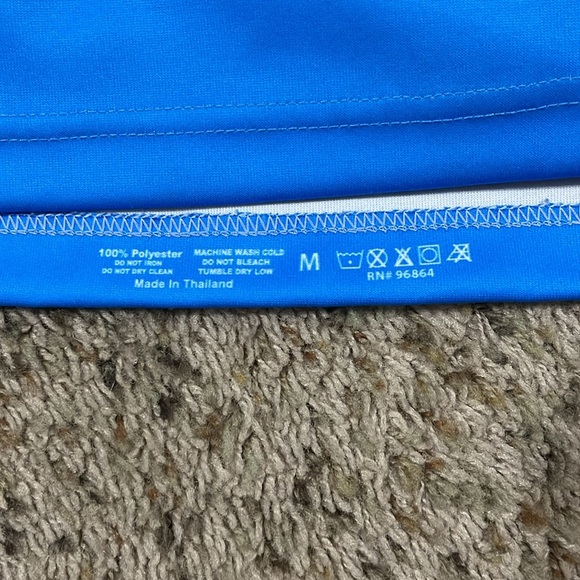 100% Polyester
DO NOT IRON
DO NOT DRY CLEAN
Made In Thailand
MACHINE WASH COLD
DO NOT BLEACH
TUMBLE DRY LOW
M
RN# 96864